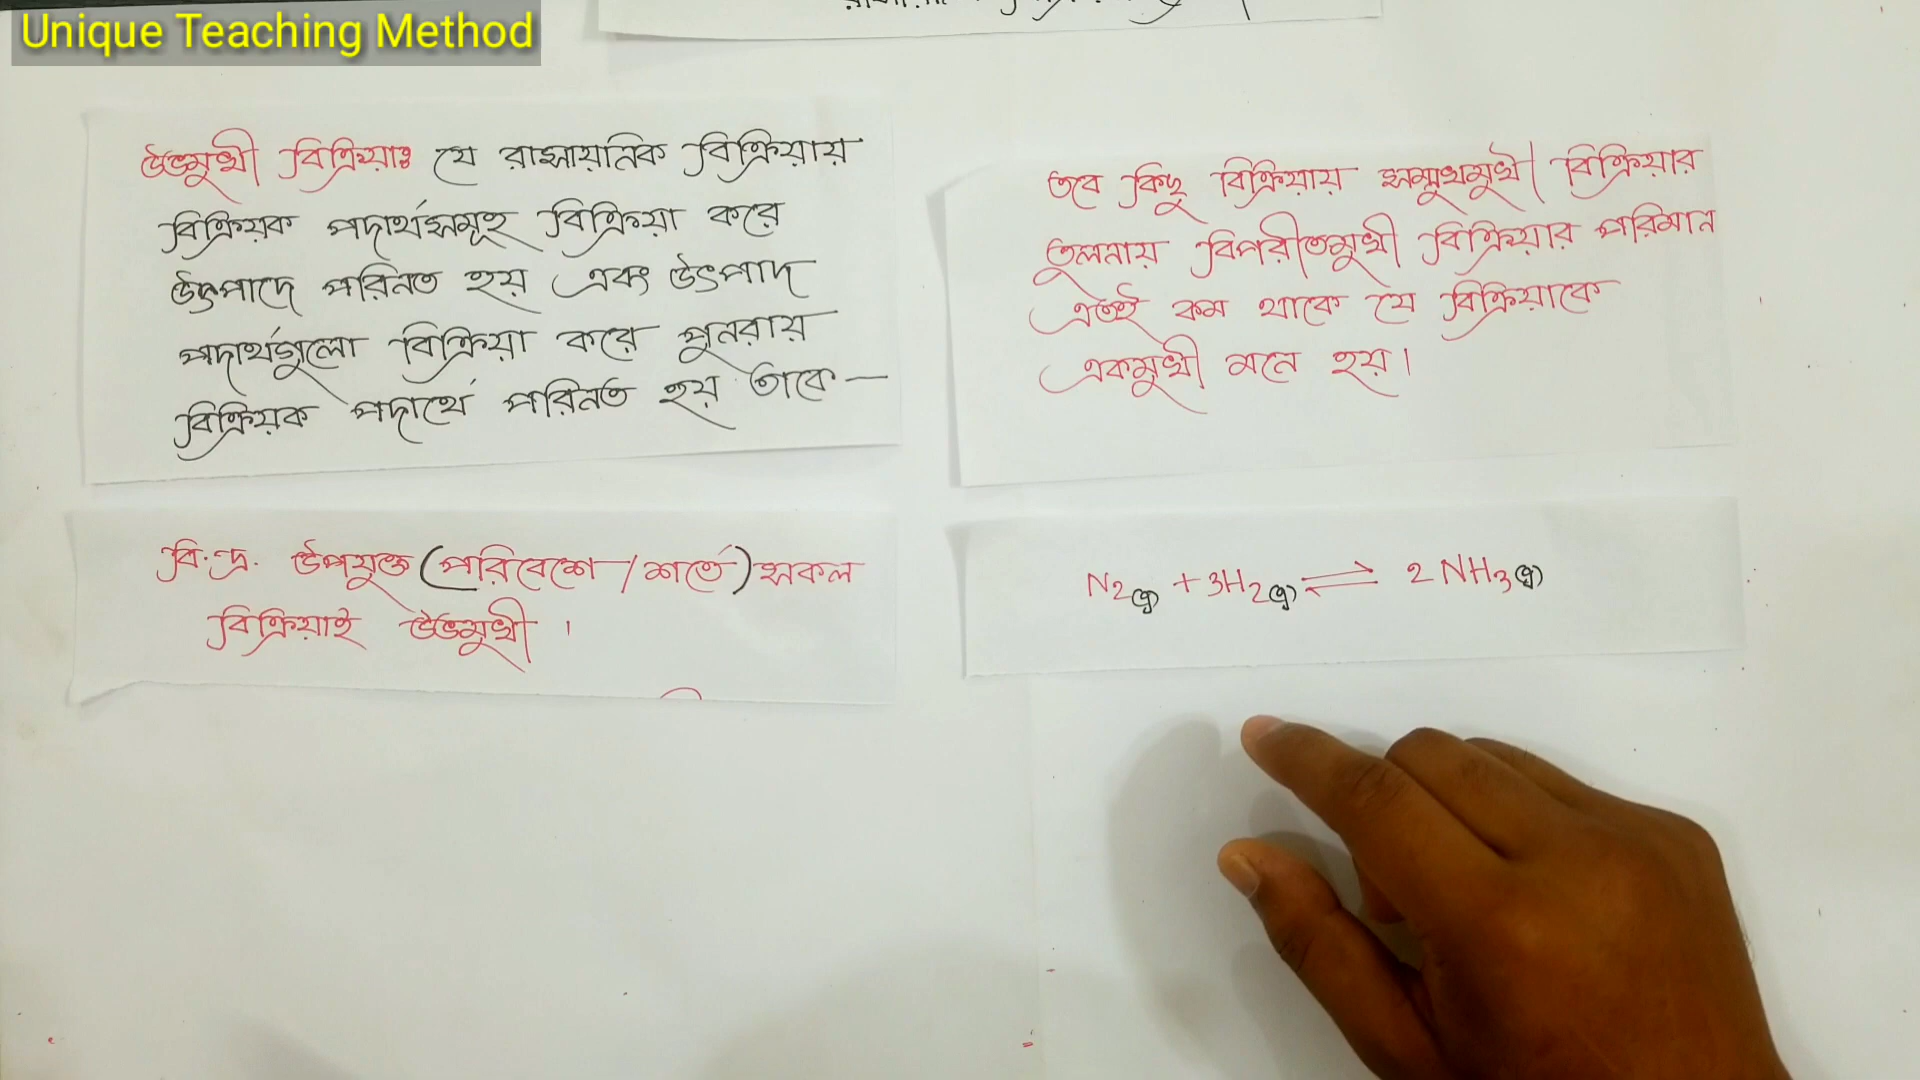 Unique Teaching Method
উভমুখী বিক্রিয়াঃ যে রাসায়নিক বিক্রিয়ায়
বিক্রিয়ক পদার্থসমূহ বিক্রিয়া করে
উৎপাদে পরিনত হয় এবং উৎপাদ
পদার্থগুলো বিক্রিয়া করে পুনরায়
বিক্রিয়ক পদার্থে পরিনত হয় তাকে —
বি.দ্র. উপযুক্ত (পরিবেশে / শর্তে) সকল
বিক্রিয়াই উভমুখী ।
তবে কিছু বিক্রিয়ায় সম্মুখমুখী বিক্রিয়ার
তুলনায় বিপরীতমুখী বিক্রিয়ার পরিমান
এতই কম থাকে যে বিক্রিয়াকে
একমুখী মনে হয়।
N2(g) + 3H2(g) ⇌ 2NH3(g)